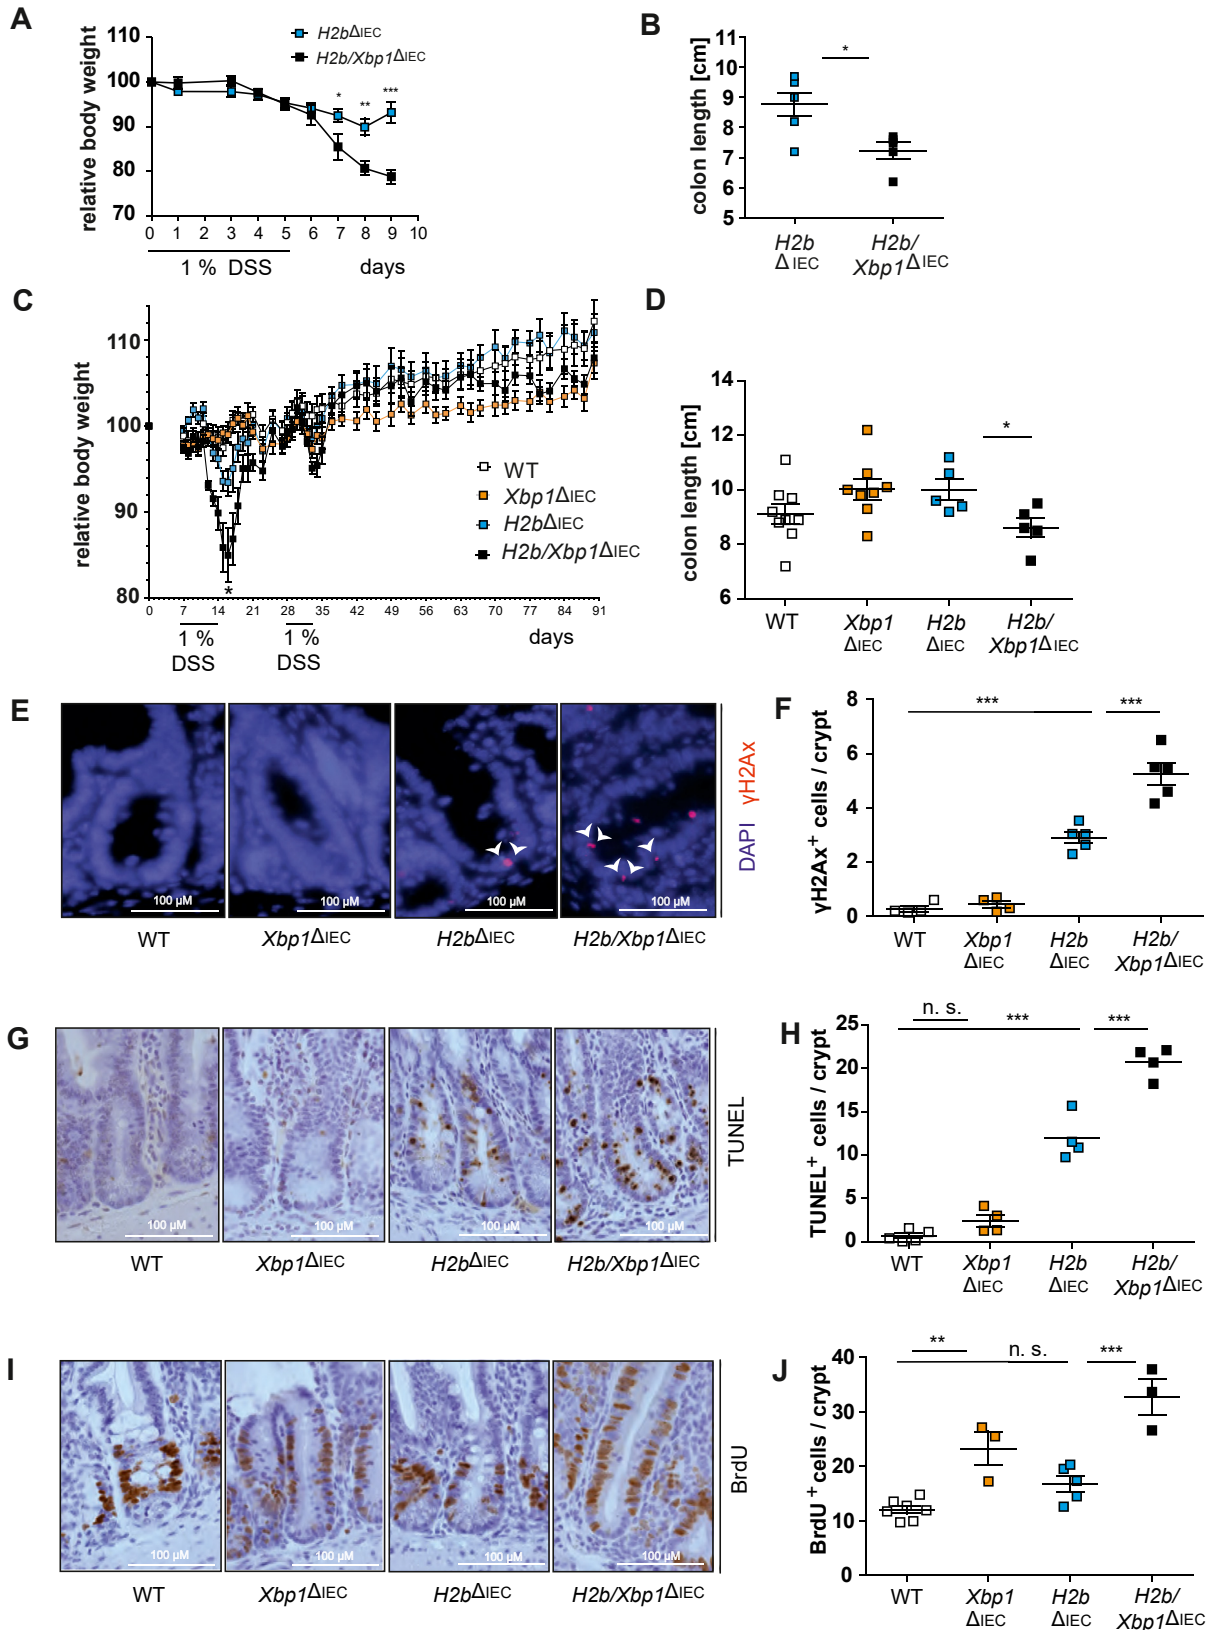 A
relative body weight
110
100
90
80
70
H2bΔIEC
H2b/Xbp1ΔIEC
* ** ***
0 1 2 3 4 5 6 7 8 9 10
1 % DSS days
B
colon length [cm]
11
10
9
8
7
6
5
*
H2b H2b/
ΔIEC Xbp1ΔIEC
C
relative body weight
110
100
90
80
WT
Xbp1ΔIEC
H2bΔIEC
H2b/Xbp1ΔIEC
*
0 7 14 21 28 35 42 49 56 63 70 77 84 91
1 % 1 % days
DSS DSS
D
colon length [cm]
14
12
10
8
6
*
WT Xbp1 H2b H2b/
ΔIEC ΔIEC Xbp1ΔIEC
E
100 µM 100 µM 100 µM 100 µM
WT Xbp1ΔIEC H2bΔIEC H2b/Xbp1ΔIEC
DAPI γH2Ax
F
γH2Ax+ cells / crypt
8
6
4
2
0
*** ***
WT Xbp1 H2b H2b/
ΔIEC ΔIEC Xbp1ΔIEC
G
100 µM 100 µM 100 µM 100 µM
WT Xbp1ΔIEC H2bΔIEC H2b/Xbp1ΔIEC
TUNEL
H
TUNEL+ cells / crypt
25
20
15
10
5
0
n. s. *** ***
WT Xbp1 H2b H2b/
ΔIEC ΔIEC Xbp1ΔIEC
I
100 µM 100 µM 100 µM 100 µM
WT Xbp1ΔIEC H2bΔIEC H2b/Xbp1ΔIEC
BrdU
J
BrdU + cells / crypt
40
30
20
10
0
** n. s. ***
WT Xbp1 H2b H2b/
ΔIEC ΔIEC Xbp1ΔIEC